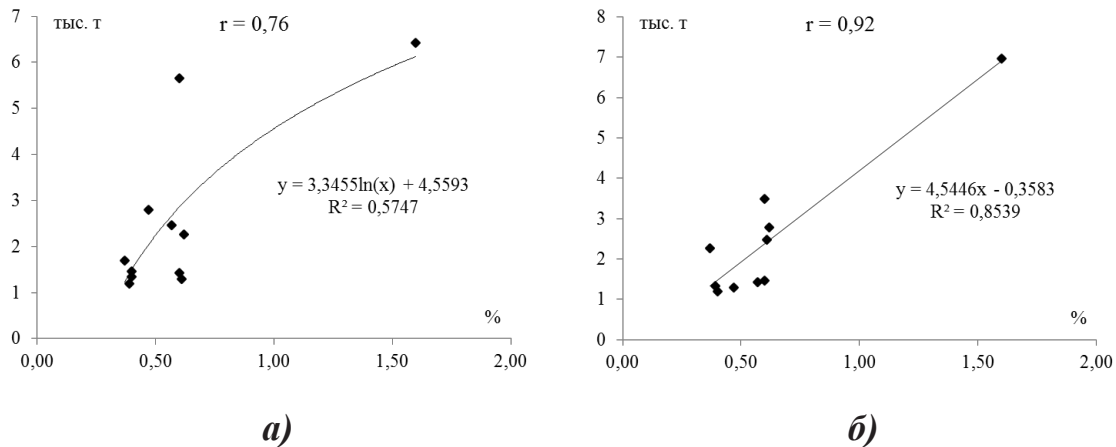 тыс. т
r = 0,76
7
6
5
4
3
2
1
0
y = 3,3455ln(x) + 4,5593
R² = 0,5747
%
0,00 0,50 1,00 1,50 2,00
а)
тыс. т
r = 0,92
8
7
6
5
4
3
2
1
0
y = 4,5446x - 0,3583
R² = 0,8539
%
0,00 0,50 1,00 1,50 2,00
б)